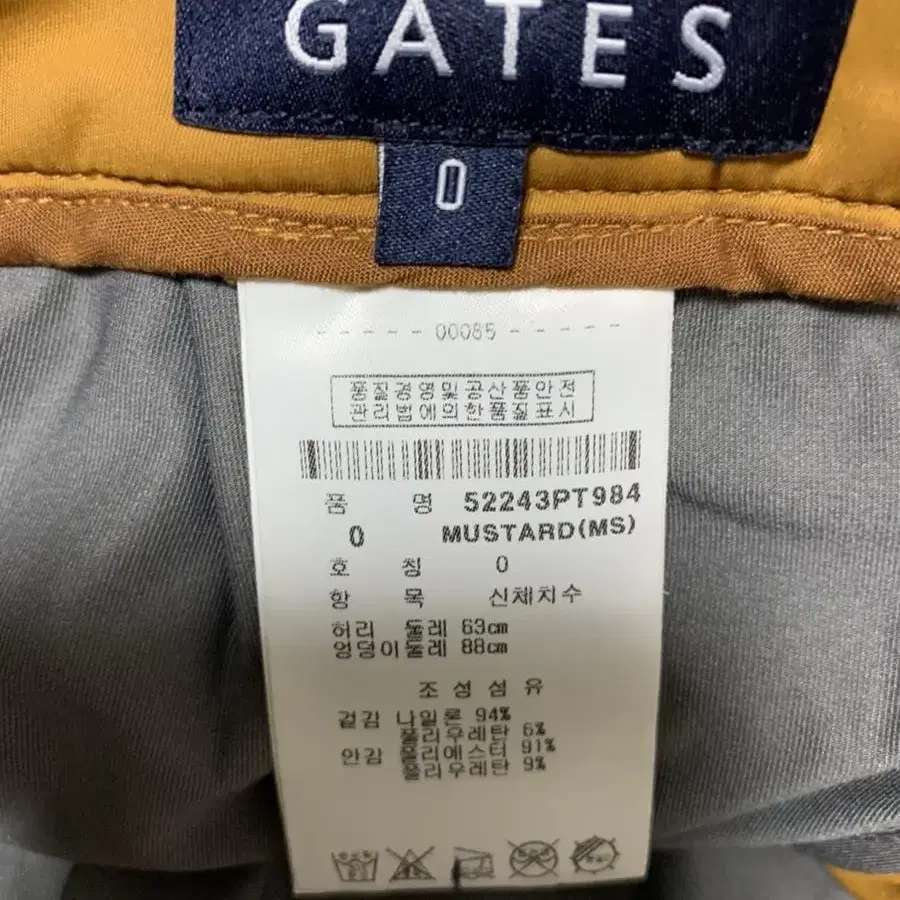 GATES
0
- - - - - 00085 - - - - -
품질경영및공산품안전
관리법에의한품질표시
품 명 52243PT984
0 MUSTARD(MS)
호 칭 0
항 목 신체치수
허리 둘레 63cm
엉덩이둘레 88cm
조 성 섬 유
겉감 나일론 94%
폴리우레탄 6%
안감 폴리에스터 91%
폴리우레탄 9%